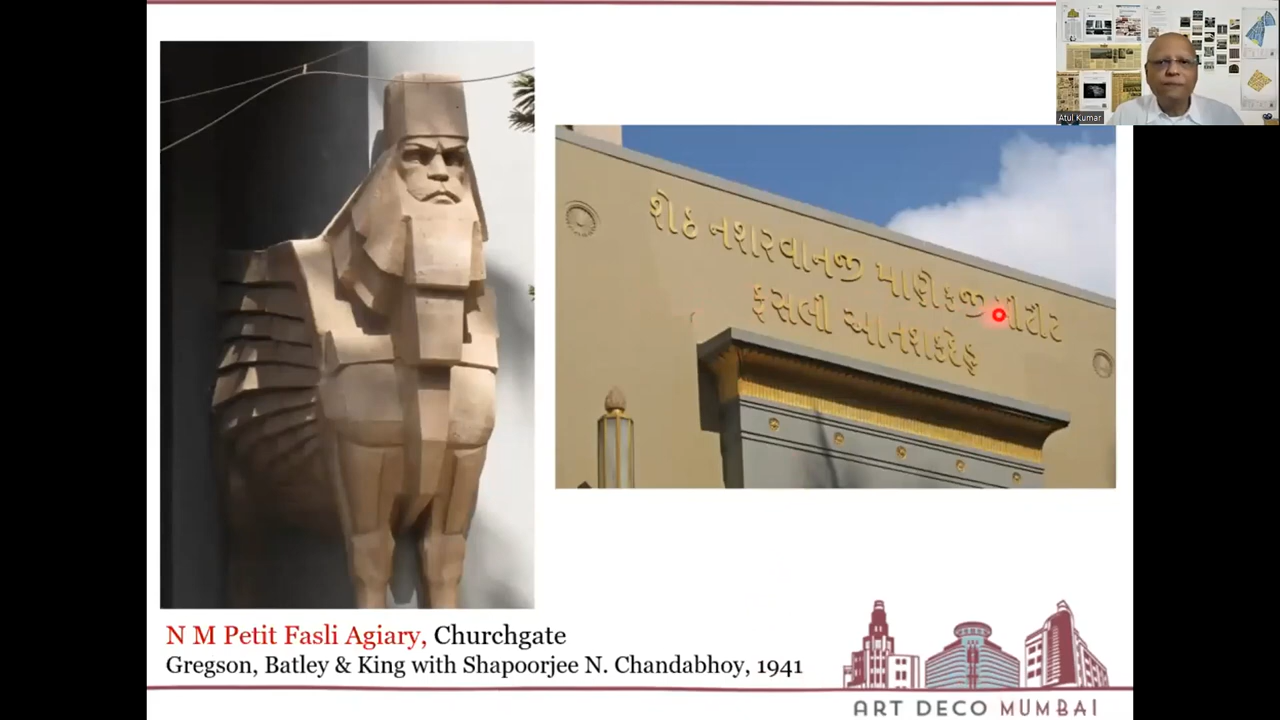 Atul Kumar
શેઠ નશરવાનજી માણેકજી પીટીટ
ફસલી આતશકદેહ
N M Petit Fasli Agiary, Churchgate
Gregson, Batley & King with Shapoorjee N. Chandabhoy, 1941
ART DECO MUMBAI